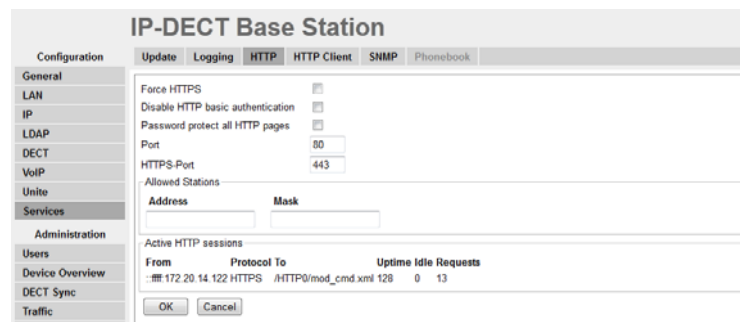 IP-DECT Base Station
Configuration
Update Logging HTTP HTTP Client SNMP Phonebook
General
LAN
IP
LDAP
DECT
VoIP
Unite
Services
Administration
Users
Device Overview
DECT Sync
Traffic
Force HTTPS
Disable HTTP basic authentication
Password protect all HTTP pages
Port 80
HTTPS-Port 443
Allowed Stations
Address Mask
Active HTTP sessions
From Protocol To Uptime Idle Requests
::ffff:172.20.14.122 HTTPS /HTTP0/mod_cmd.xml 128 0 13
OK Cancel